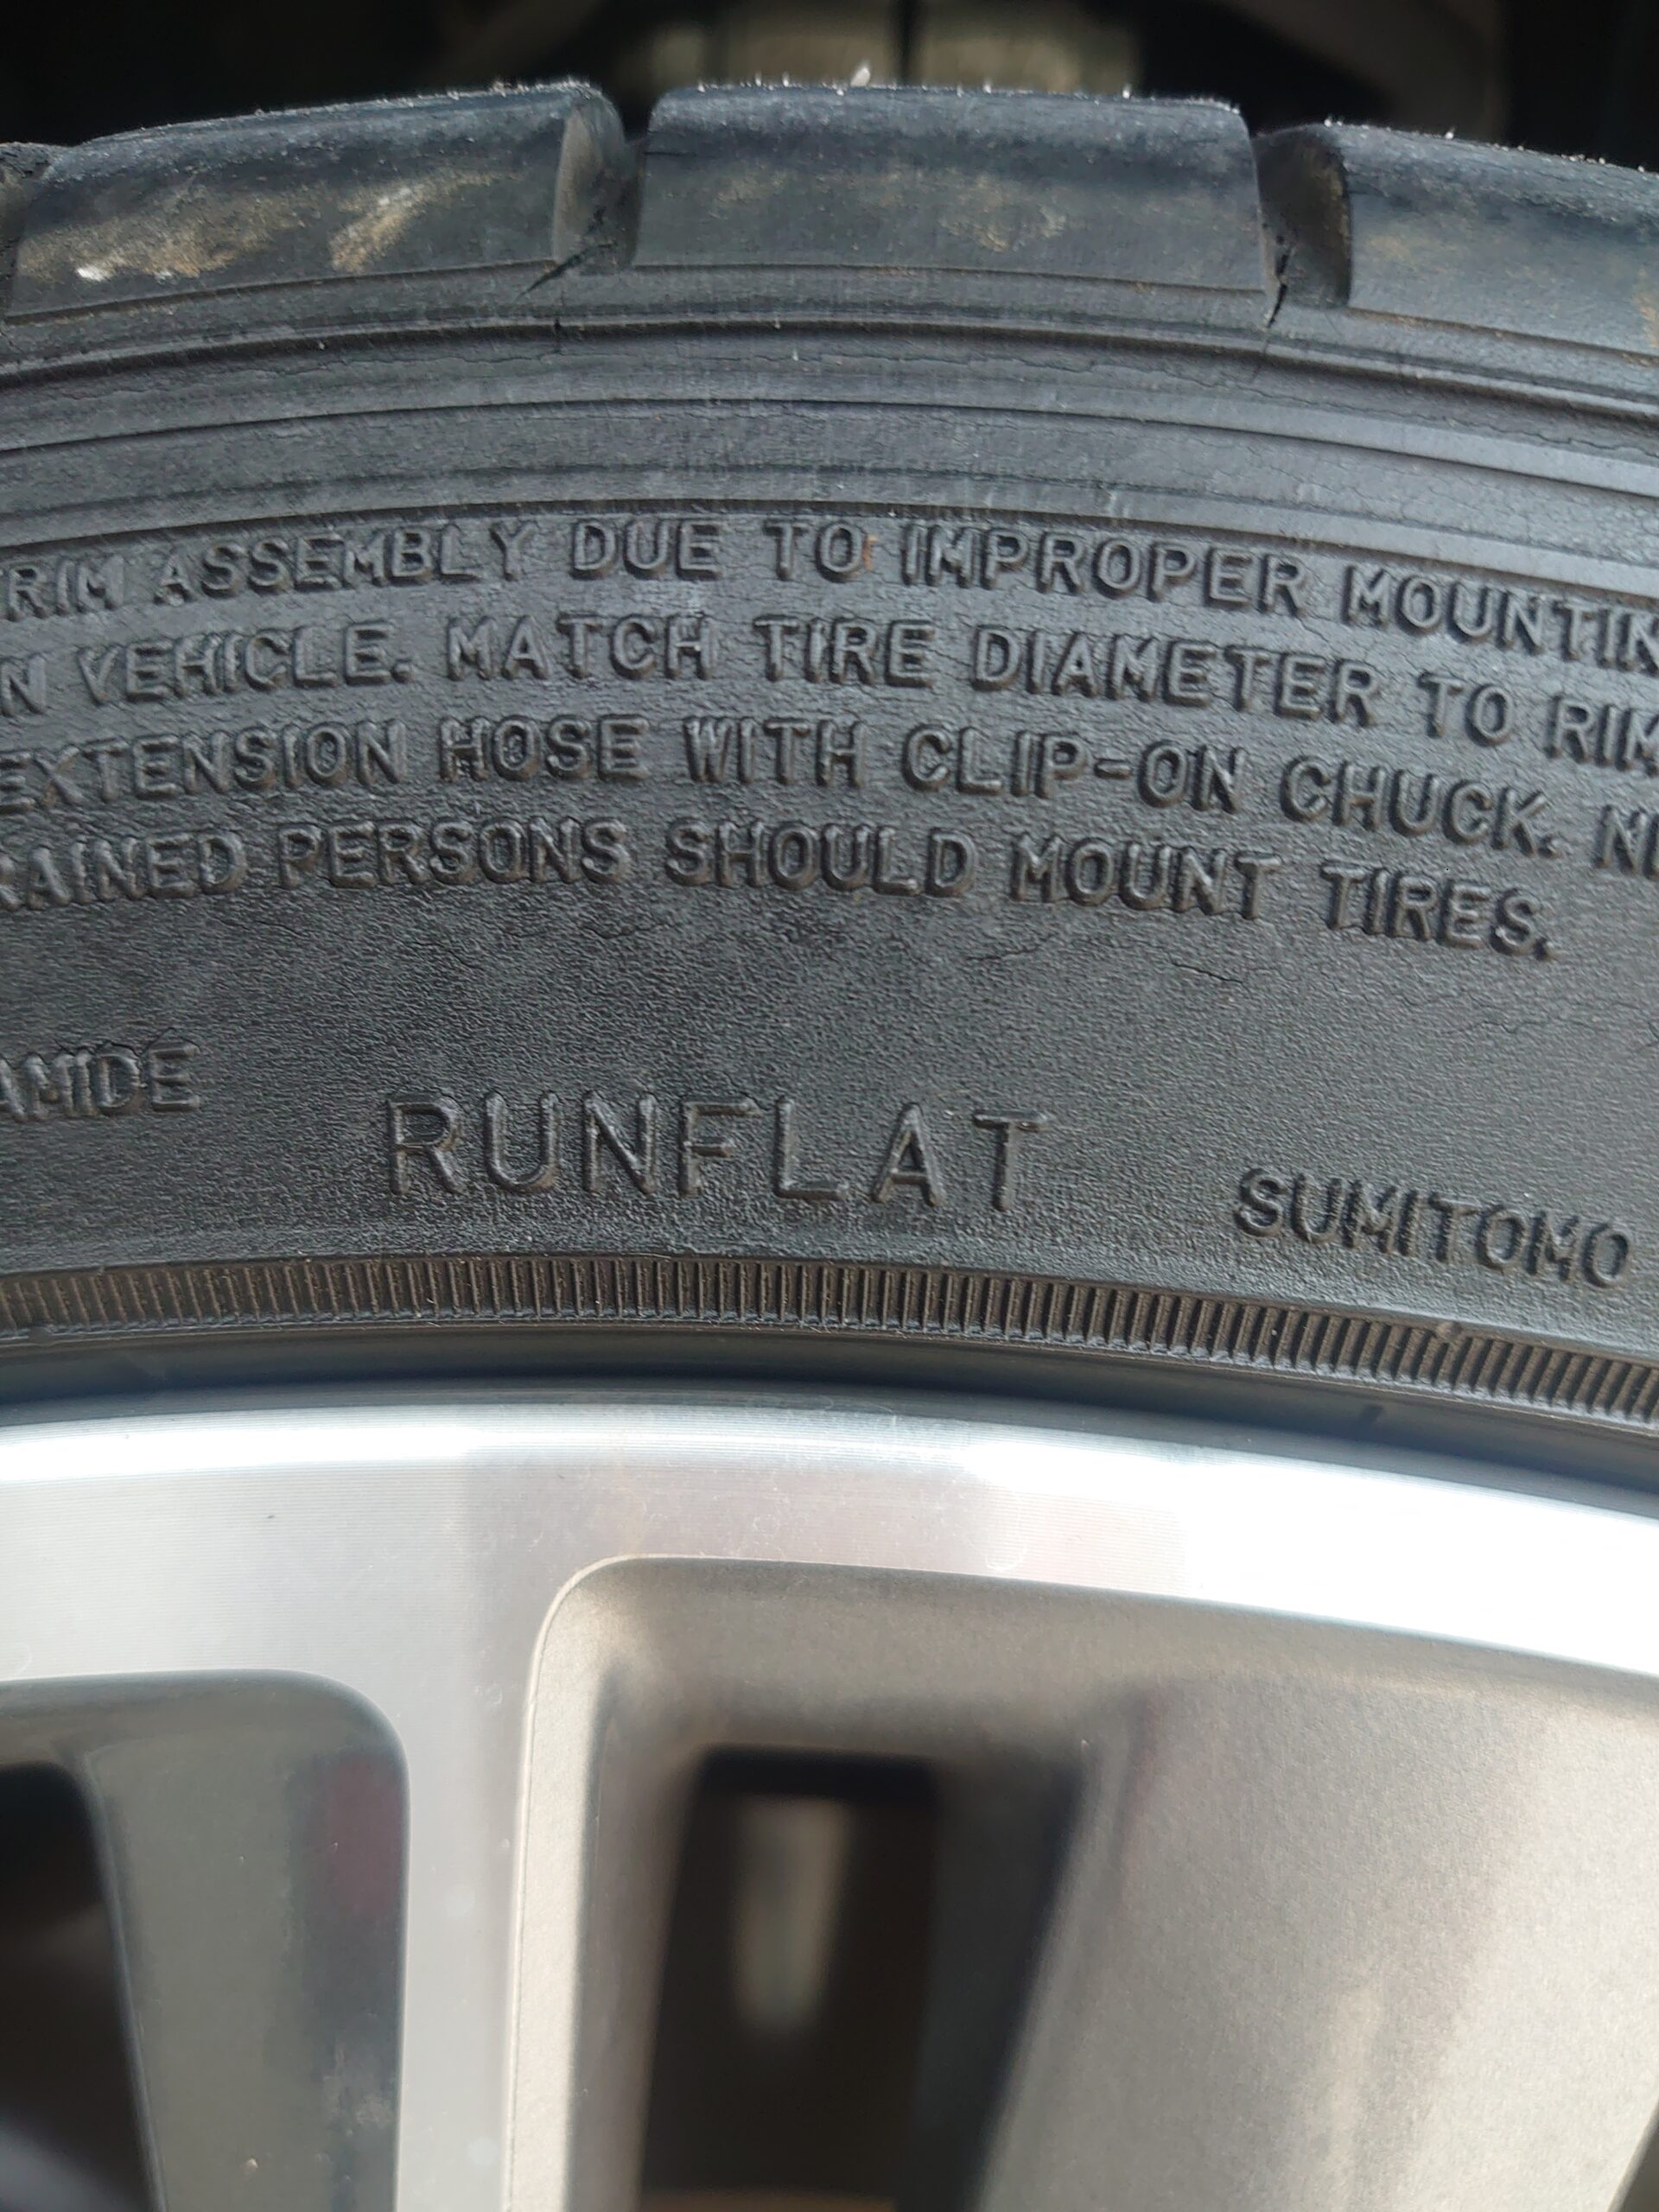 RIM ASSEMBLY DUE TO IMPROPER MOUNTIN
N VEHICLE. MATCH TIRE DIAMETER TO RIM
EXTENSION HOSE WITH CLIP-ON CHUCK. N
RAINED PERSONS SHOULD MOUNT TIRES.
AMIDE
RUNFLAT
SUMITOMO